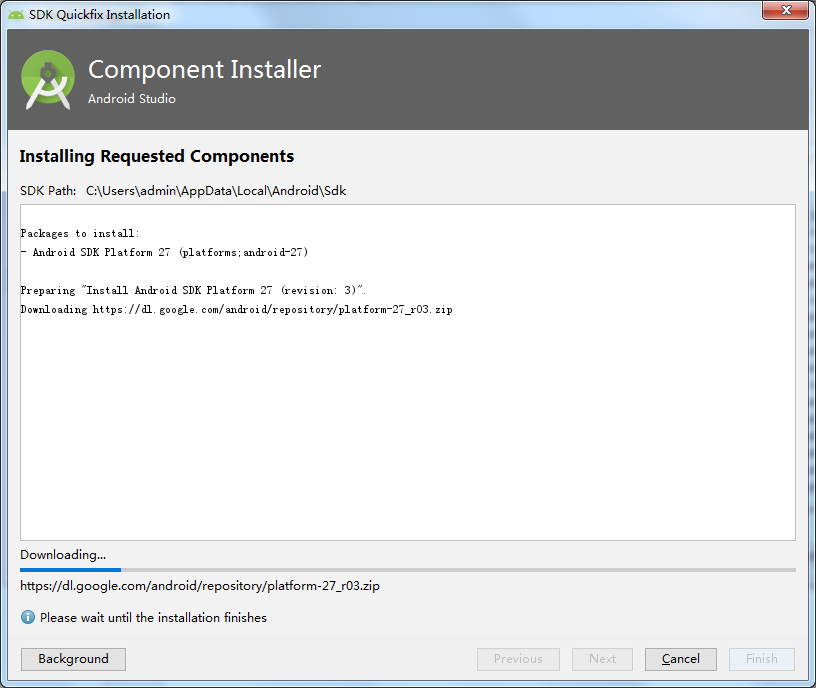 SDK Quickfix Installation
Component Installer
Android Studio
Installing Requested Components
SDK Path: C:\Users\admin\AppData\Local\Android\Sdk
Packages to install:
- Android SDK Platform 27 (platforms;android-27)
Preparing "Install Android SDK Platform 27 (revision: 3)".
Downloading https://dl.google.com/android/repository/platform-27_r03.zip
Downloading...
https://dl.google.com/android/repository/platform-27_r03.zip
Please wait until the installation finishes
Background Previous Next Cancel Finish